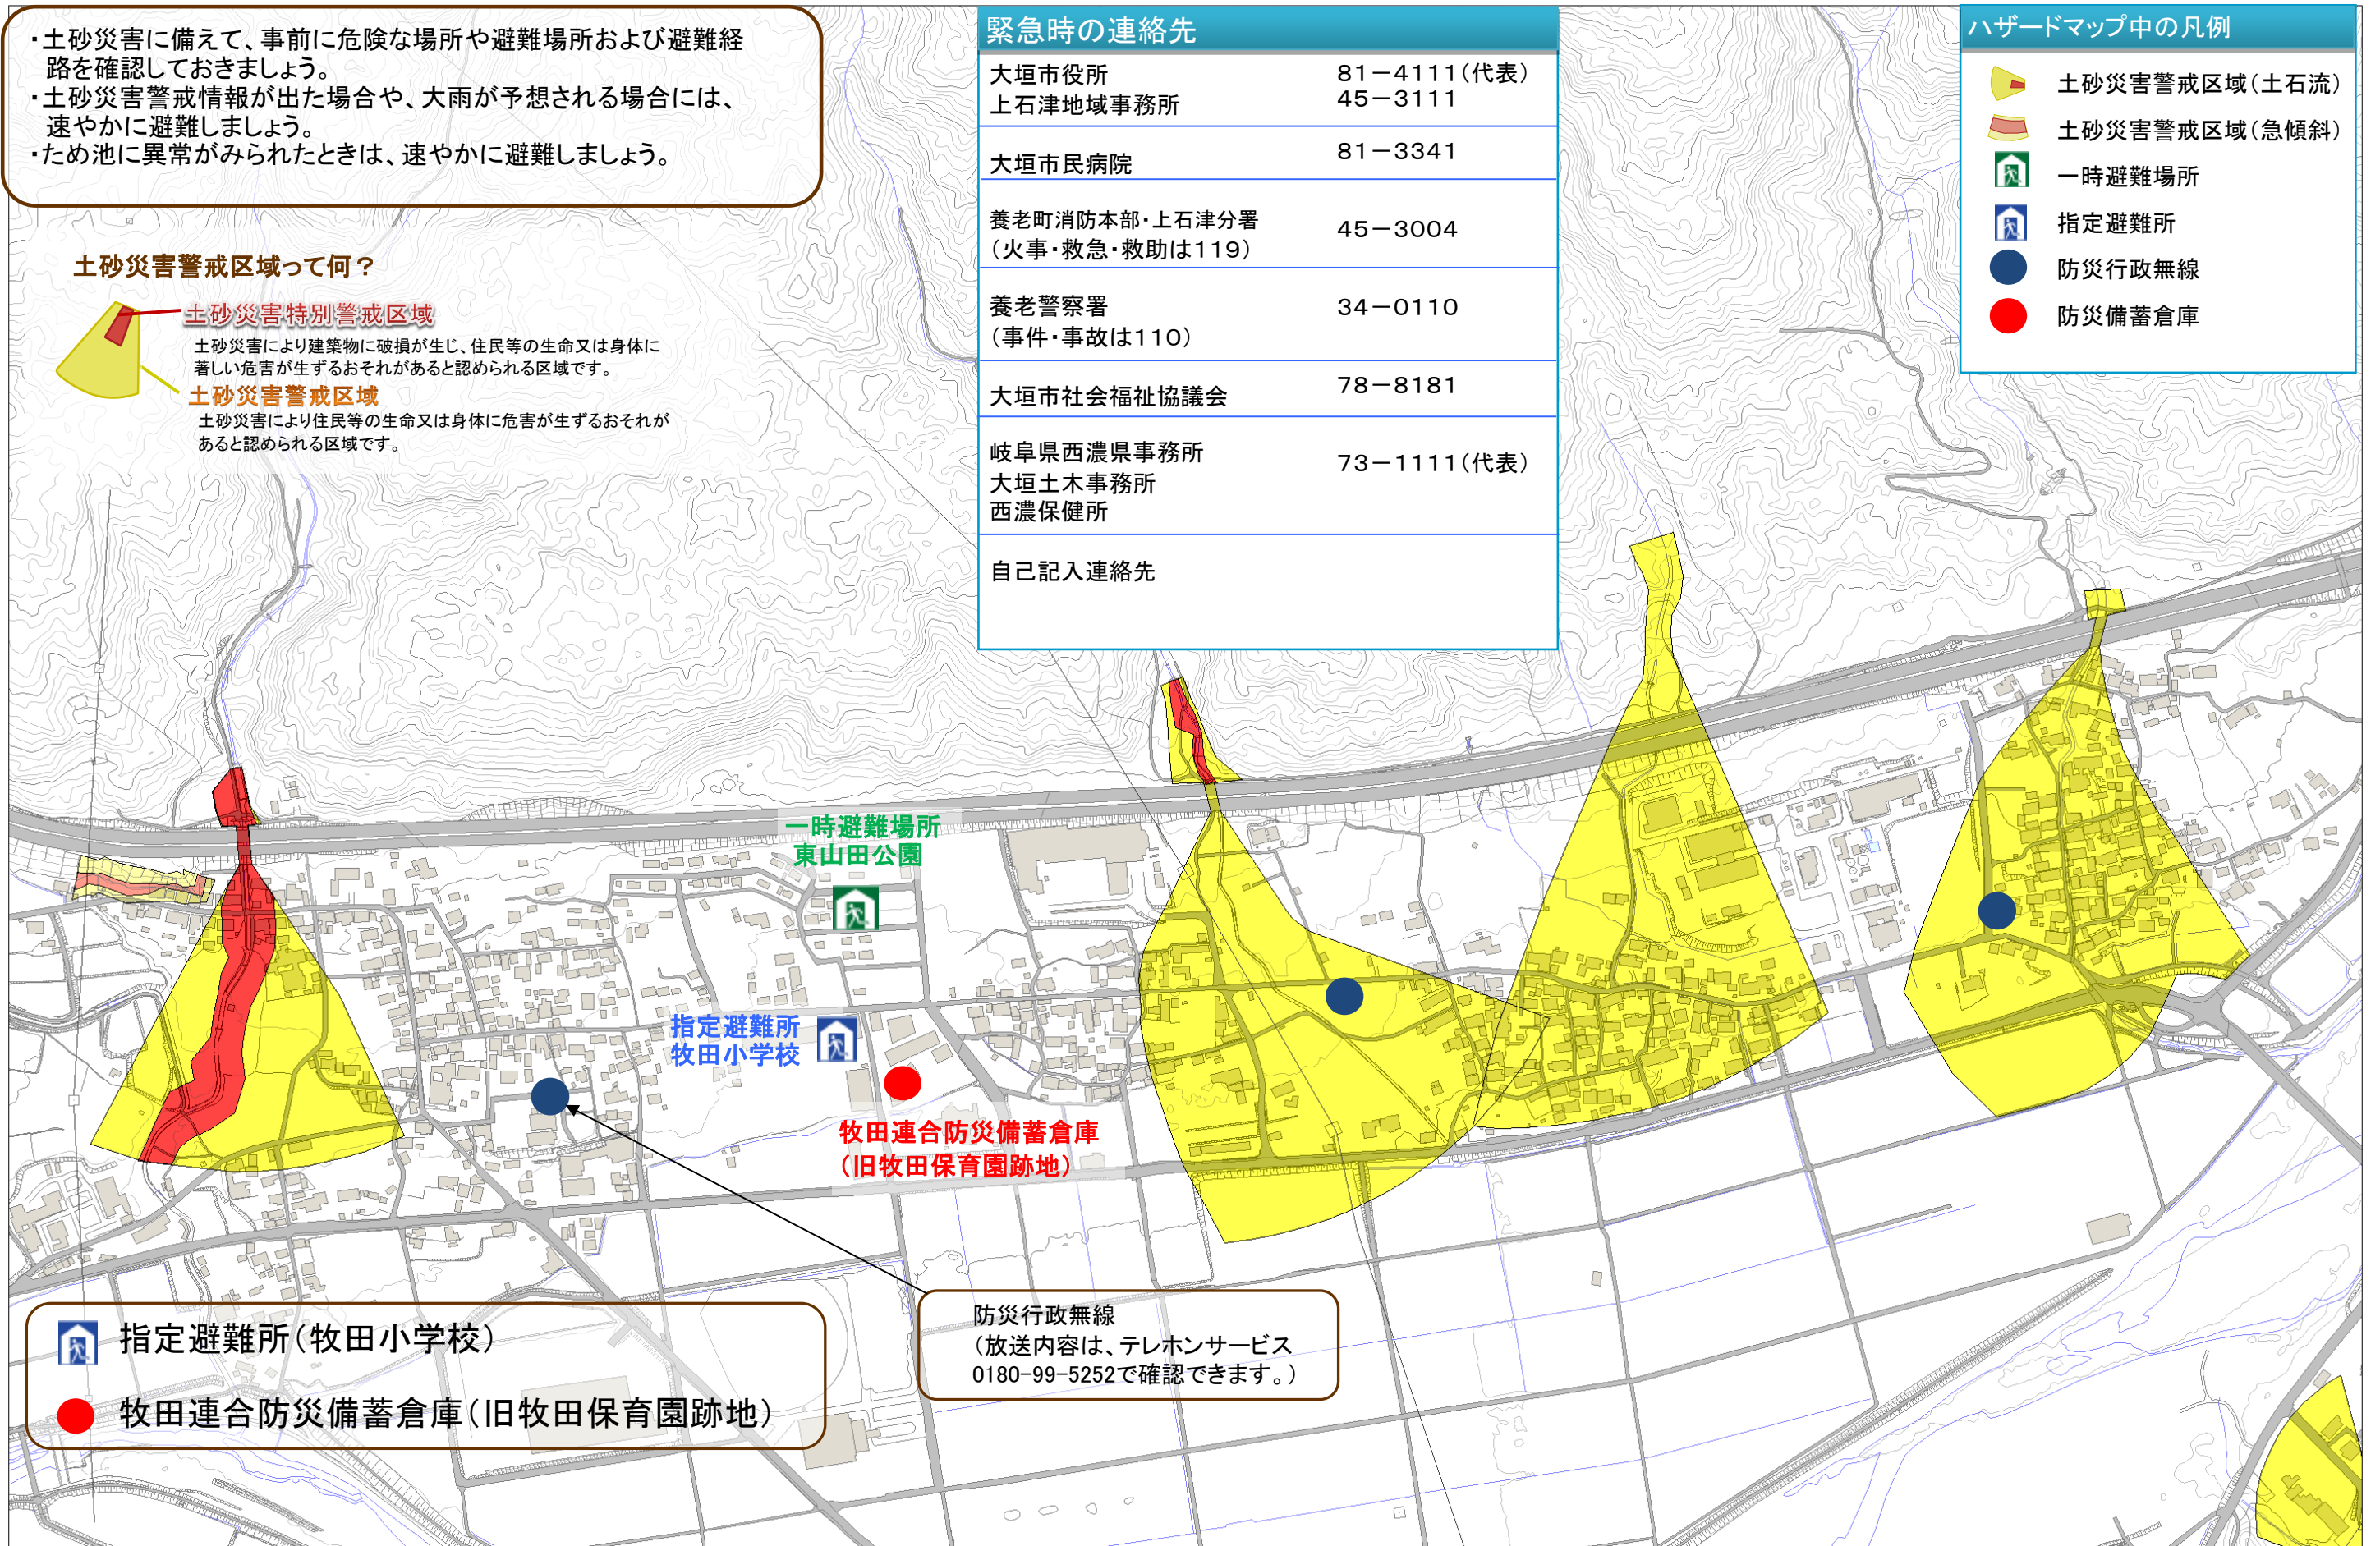 ・土砂災害に備えて、事前に危険な場所や避難場所および避難経
路を確認しておきましょう。
・土砂災害警戒情報が出た場合や、大雨が予想される場合には、
速やかに避難しましょう。
・ため池に異常がみられたときは、速やかに避難しましょう。
土砂災害警戒区域って何？
土砂災害特別警戒区域
土砂災害により建築物に破損が生じ、住民等の生命又は身体に
著しい危害が生ずるおそれがあると認められる区域です。
土砂災害警戒区域
土砂災害により住民等の生命又は身体に危害が生ずるおそれが
あると認められる区域です。
緊急時の連絡先
大垣市役所 81－4111（代表）
上石津地域事務所 45－3111
大垣市民病院 81－3341
養老町消防本部・上石津分署 45－3004
（火事・救急・救助は119）
養老警察署 34－0110
（事件・事故は110）
大垣市社会福祉協議会 78－8181
岐阜県西濃県事務所 73－1111（代表）
大垣土木事務所
西濃保健所
自己記入連絡先
ハザードマップ中の凡例
土砂災害警戒区域（土石流）
土砂災害警戒区域（急傾斜）
一時避難場所
指定避難所
防災行政無線
防災備蓄倉庫
一時避難場所
東山田公園
指定避難所
牧田小学校
牧田連合防災備蓄倉庫
（旧牧田保育園跡地）
防災行政無線
（放送内容は、テレホンサービス
0180-99-5252で確認できます。）
指定避難所（牧田小学校）
牧田連合防災備蓄倉庫（旧牧田保育園跡地）